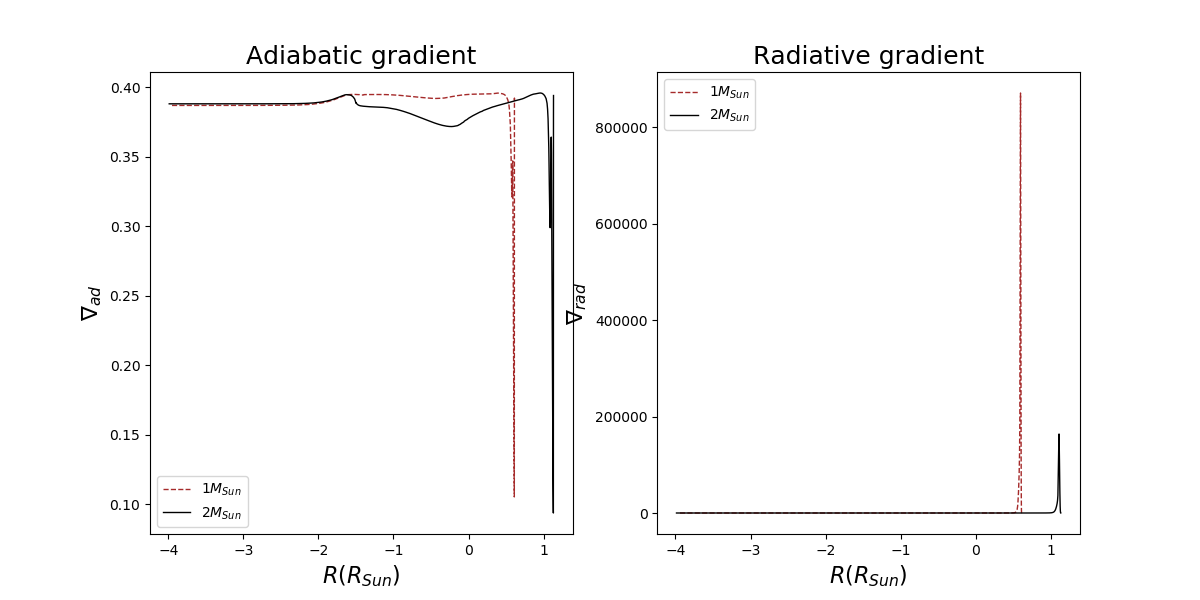 Adiabatic gradient
0.40
0.35
0.30
0.25
0.20
0.15
0.10
∇ad
1MSun
2MSun
−4 −3 −2 −1 0 1
R(RSun)
Radiative gradient
1MSun
2MSun
800000
600000
400000
200000
0
∇rad
−4 −3 −2 −1 0 1
R(RSun)